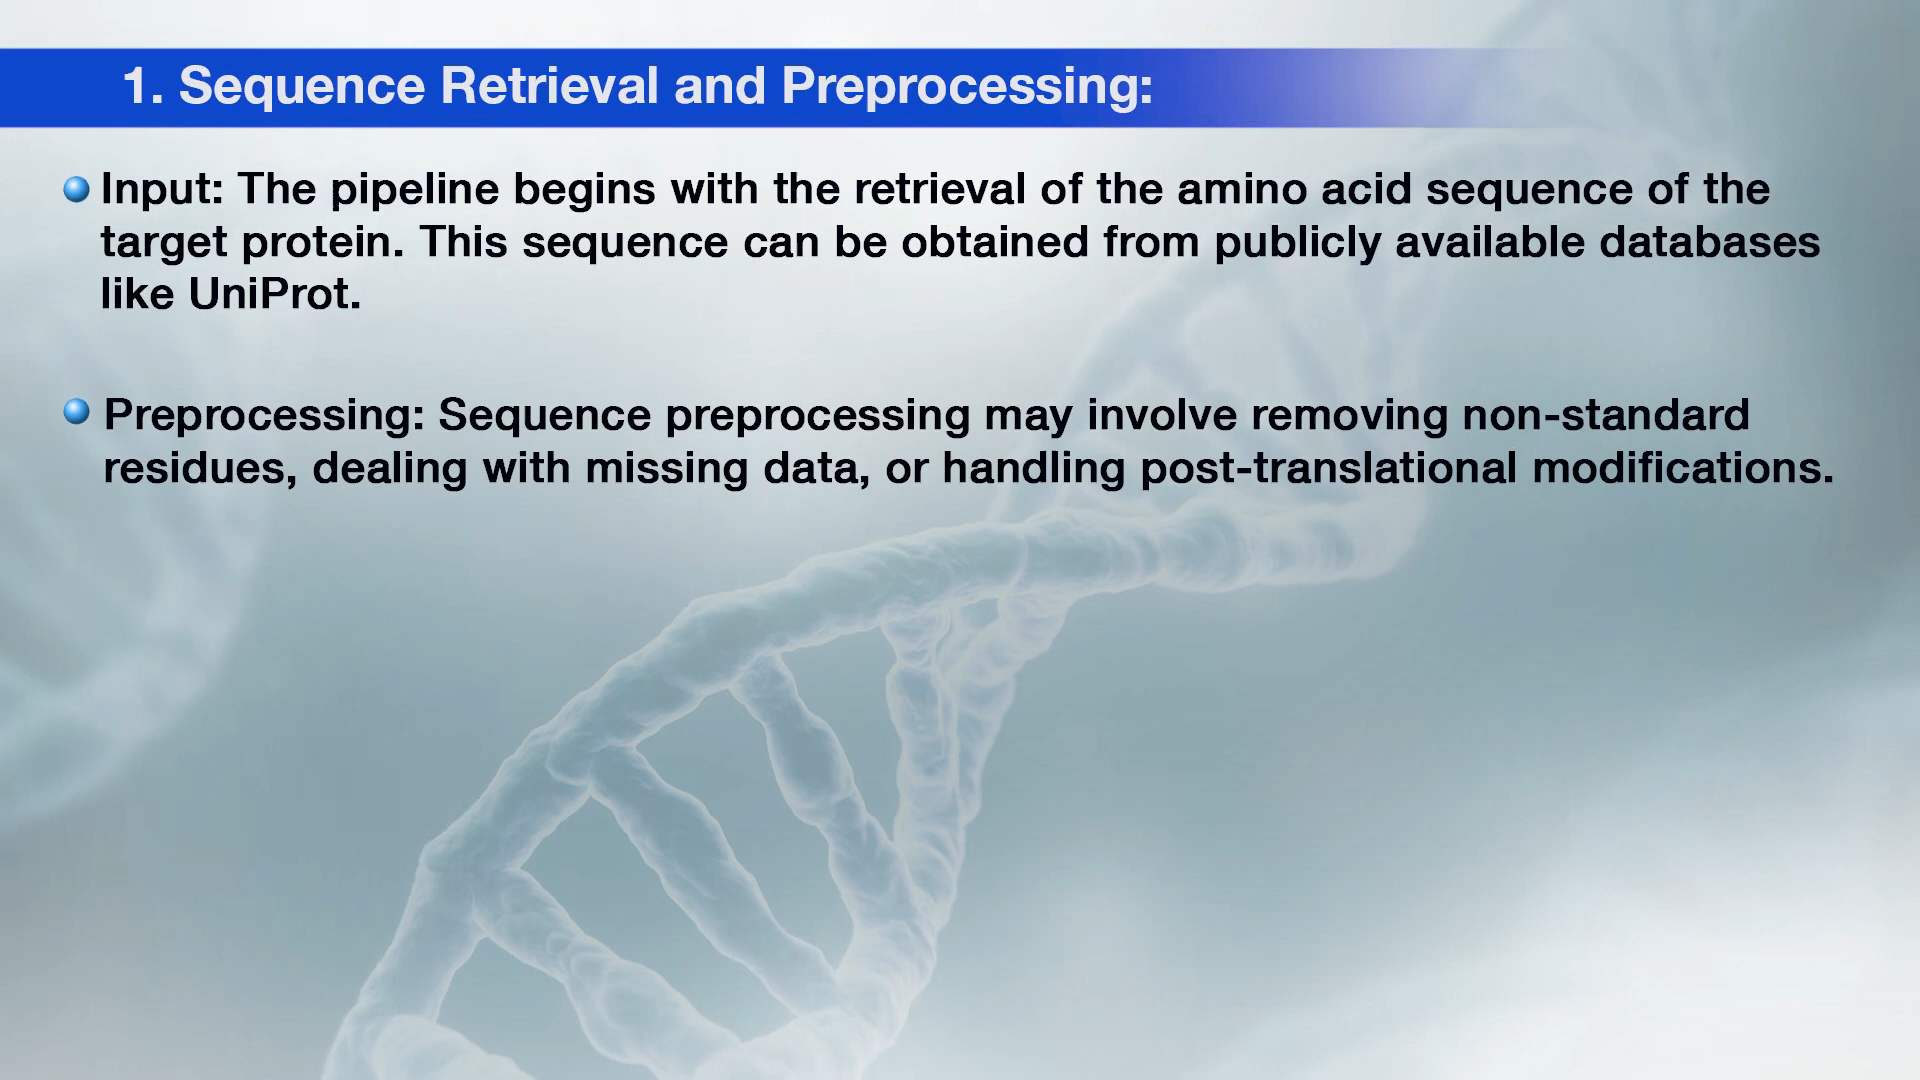 1. Sequence Retrieval and Preprocessing:
Input: The pipeline begins with the retrieval of the amino acid sequence of the
target protein. This sequence can be obtained from publicly available databases
like UniProt.
Preprocessing: Sequence preprocessing may involve removing non-standard
residues, dealing with missing data, or handling post-translational modifications.